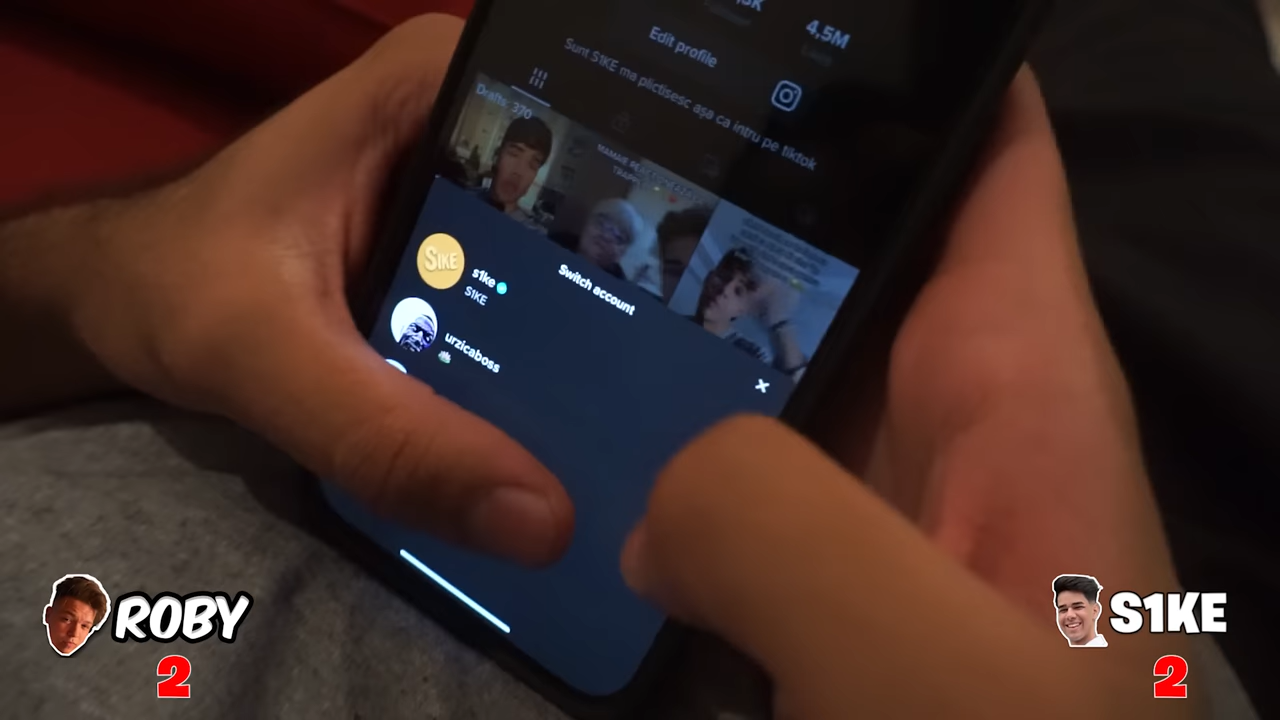 4,5M
Edit profile
Sunt S1KE ma plictisesc așa ca intru pe tiktok
Drafts: 370
Switch account
SIKE
s1ke
S1KE
urzicaboss
ROBY
2
S1KE
2